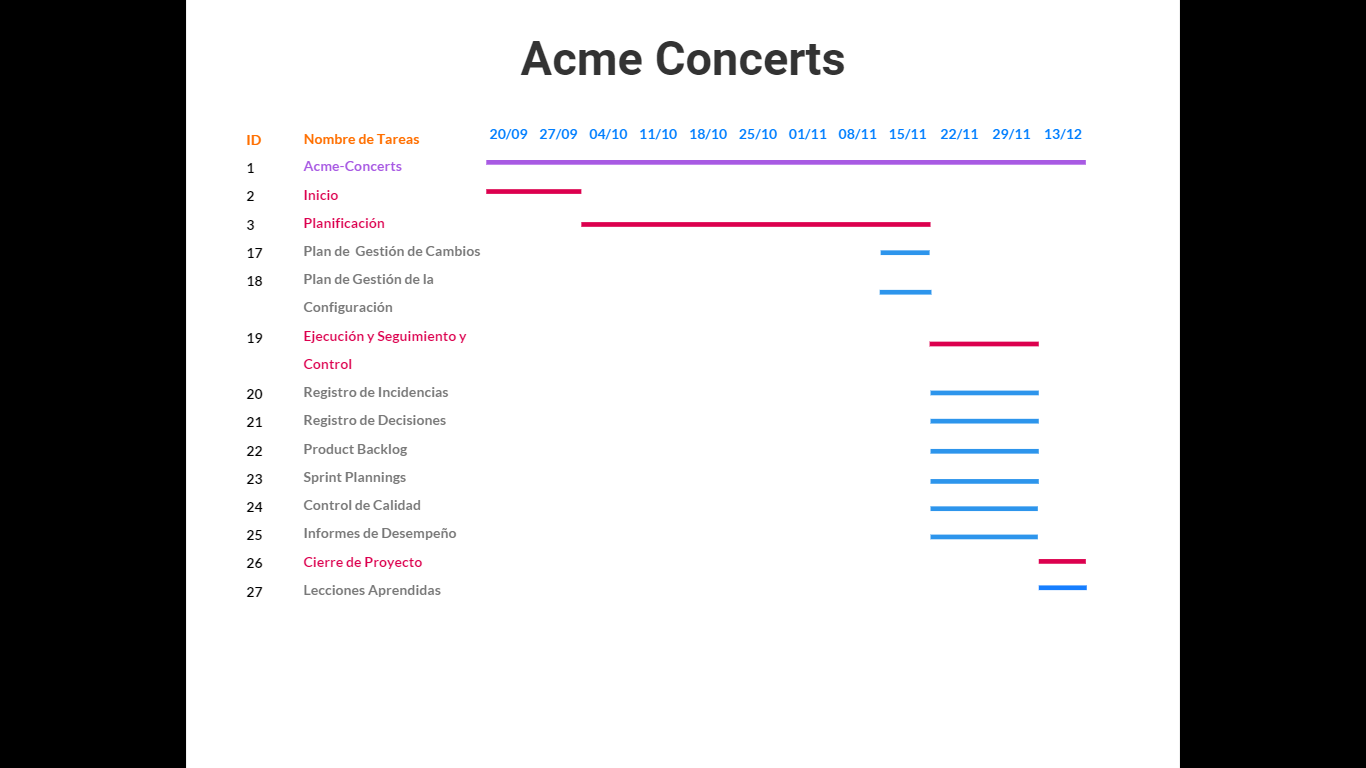 Acme Concerts
ID Nombre de Tareas 20/09 27/09 04/10 11/10 18/10 25/10 01/11 08/11 15/11 22/11 29/11 13/12
1 Acme-Concerts
2 Inicio
3 Planificación
17 Plan de Gestión de Cambios
18 Plan de Gestión de la
Configuración
19 Ejecución y Seguimiento y
Control
20 Registro de Incidencias
21 Registro de Decisiones
22 Product Backlog
23 Sprint Plannings
24 Control de Calidad
25 Informes de Desempeño
26 Cierre de Proyecto
27 Lecciones Aprendidas